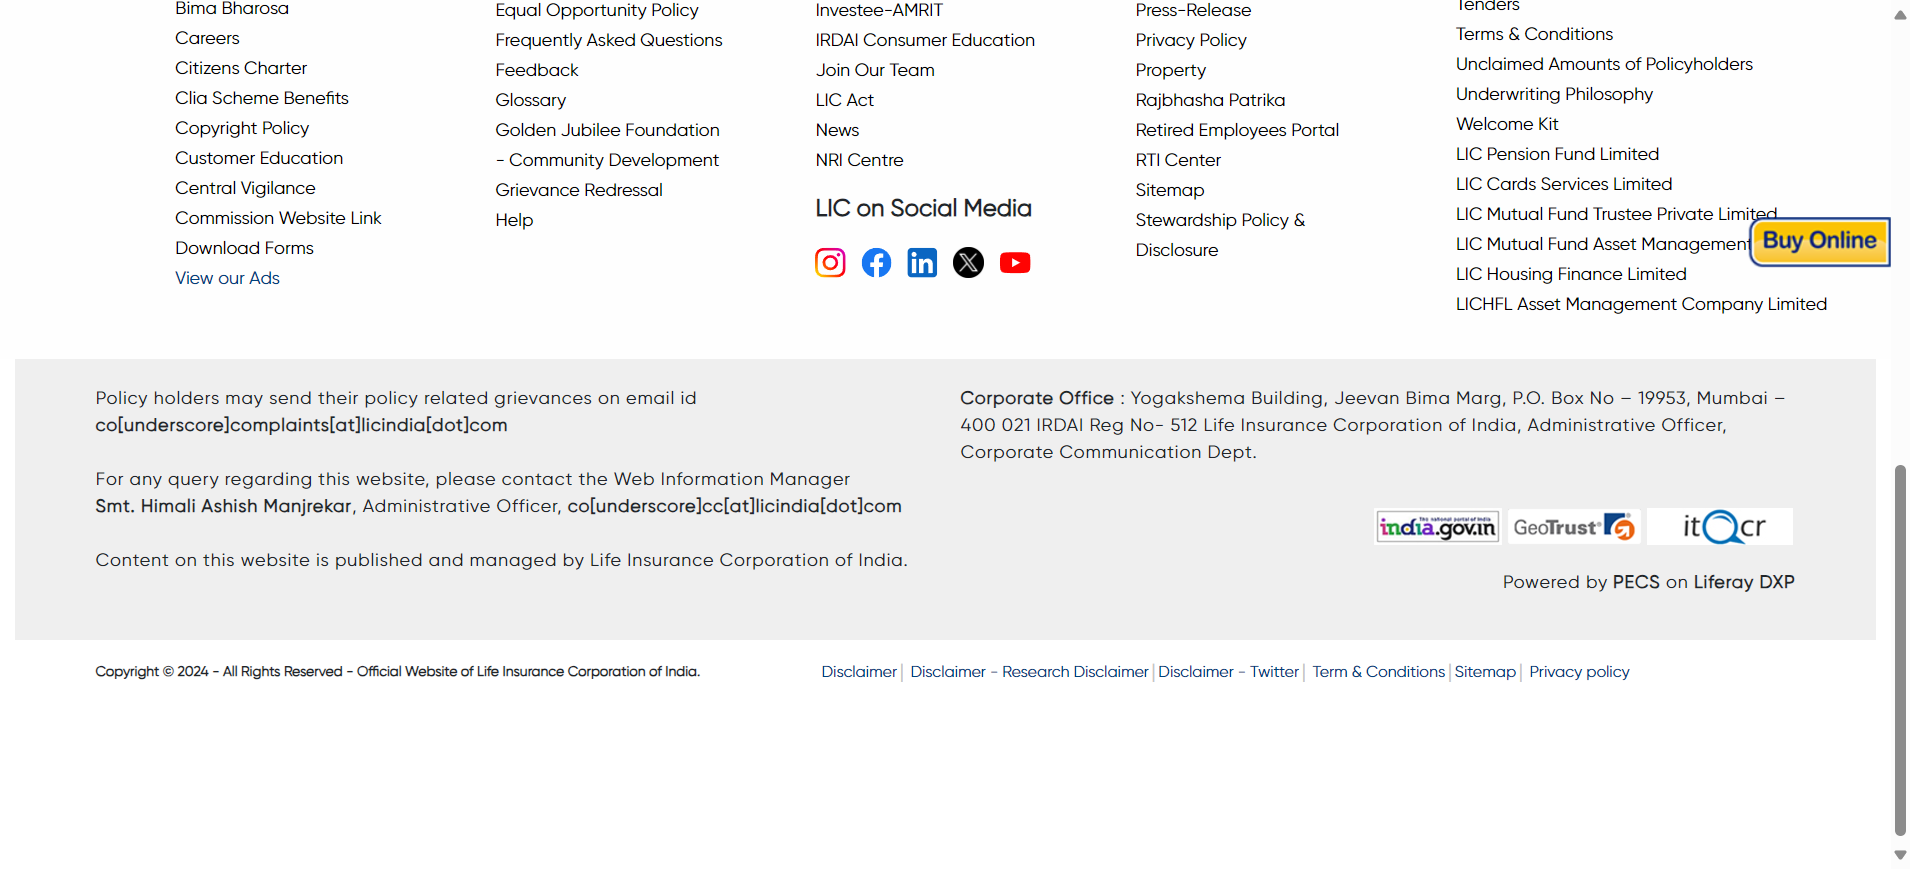 Bima Bharosa
Careers
Citizens Charter
Clia Scheme Benefits
Copyright Policy
Customer Education
Central Vigilance
Commission Website Link
Download Forms
View our Ads
Equal Opportunity Policy
Frequently Asked Questions
Feedback
Glossary
Golden Jubilee Foundation
- Community Development
Grievance Redressal
Help
Investee-AMRIT
IRDAI Consumer Education
Join Our Team
LIC Act
News
NRI Centre
LIC on Social Media
Press-Release
Privacy Policy
Property
Rajbhasha Patrika
Retired Employees Portal
RTI Center
Sitemap
Stewardship Policy &
Disclosure
Tenders
Terms & Conditions
Unclaimed Amounts of Policyholders
Underwriting Philosophy
Welcome Kit
LIC Pension Fund Limited
LIC Cards Services Limited
LIC Mutual Fund Trustee Private Limited
LIC Mutual Fund Asset Management
LIC Housing Finance Limited
LICHFL Asset Management Company Limited
Buy Online
Policy holders may send their policy related grievances on email id
co[underscore]complaints[at]licindia[dot]com
For any query regarding this website, please contact the Web Information Manager
Smt. Himali Ashish Manjrekar, Administrative Officer, co[underscore]cc[at]licindia[dot]com
Content on this website is published and managed by Life Insurance Corporation of India.
Corporate Office : Yogakshema Building, Jeevan Bima Marg, P.O. Box No – 19953, Mumbai –
400 021 IRDAI Reg No- 512 Life Insurance Corporation of India, Administrative Officer,
Corporate Communication Dept.
The national portal of India
india.gov.in
GeoTrust
itQcr
Powered by PECS on Liferay DXP
Copyright © 2024 - All Rights Reserved - Official Website of Life Insurance Corporation of India.
Disclaimer | Disclaimer - Research Disclaimer | Disclaimer - Twitter | Term & Conditions | Sitemap | Privacy policy